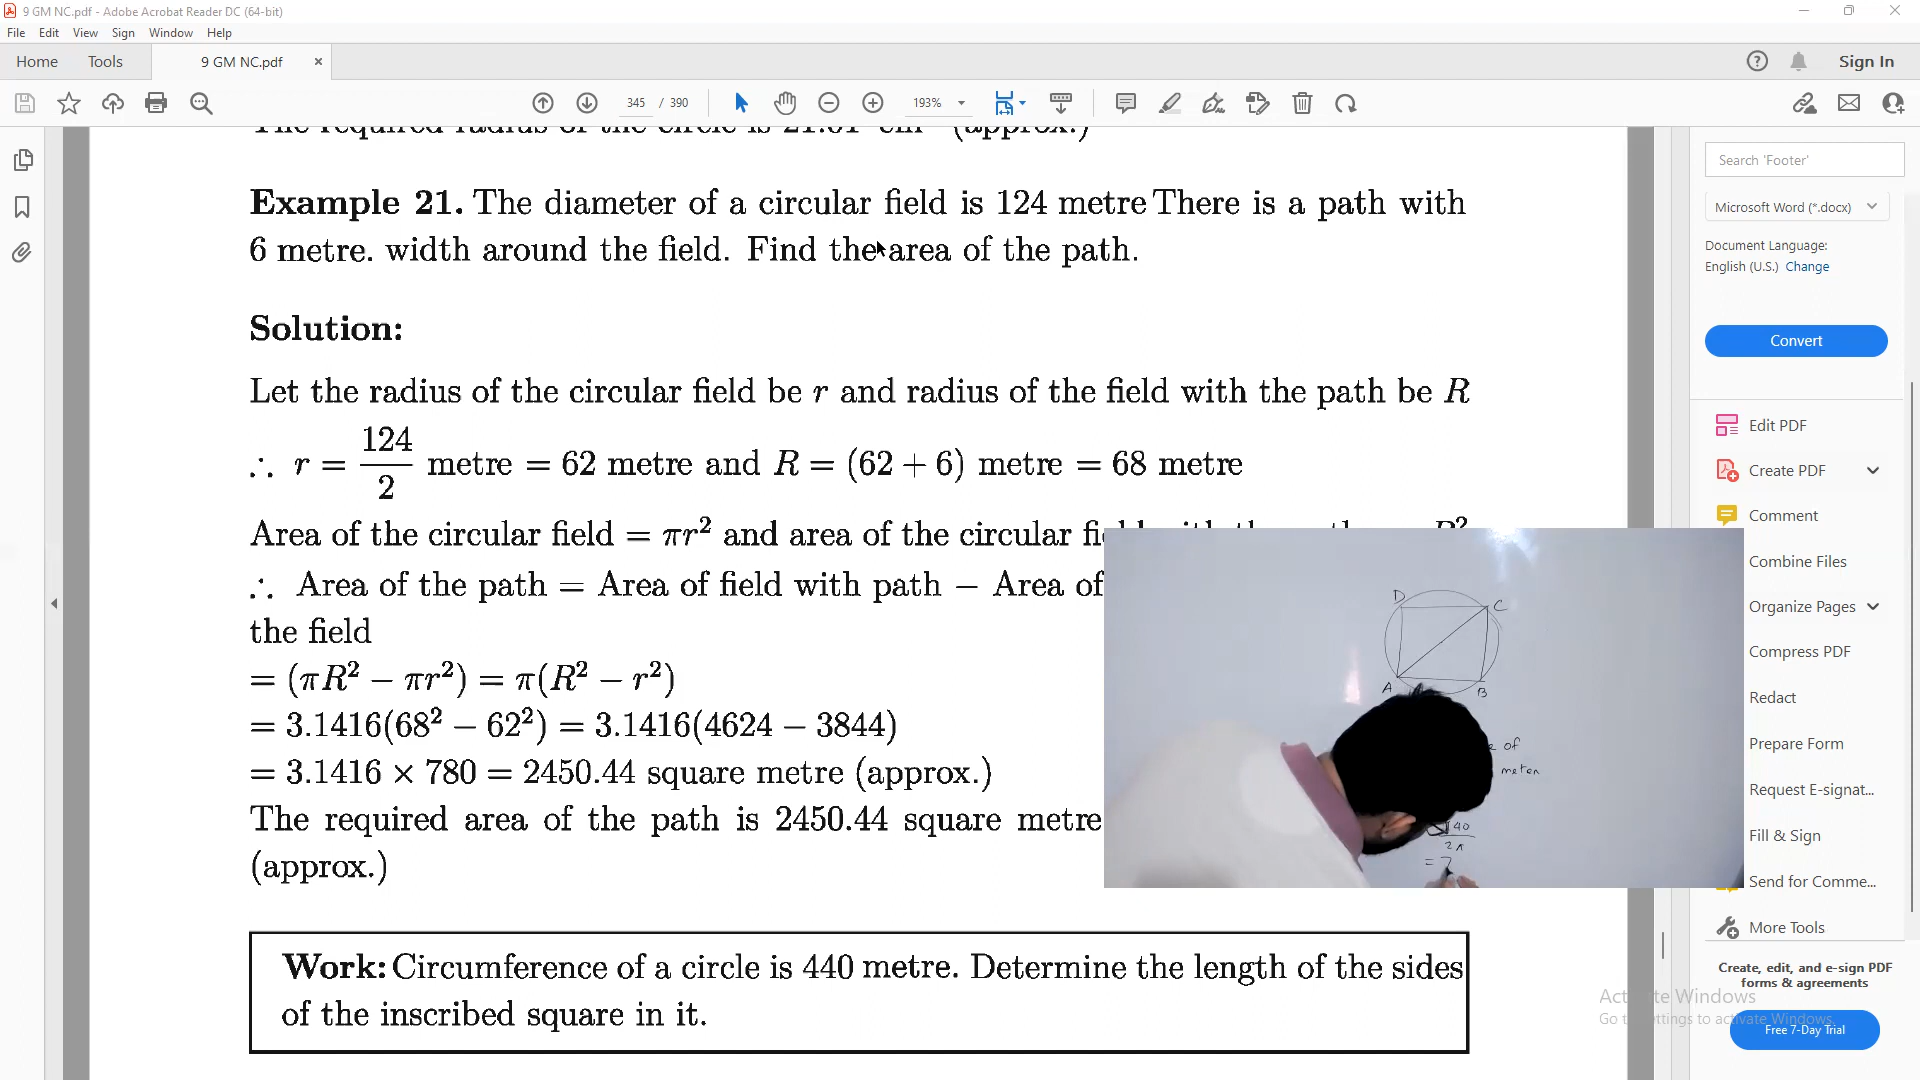 9 GM NC.pdf - Adobe Acrobat Reader DC (64-bit)
File Edit View Sign Window Help
Home Tools 9 GM NC.pdf × Sign In
345 / 390 193%
The required radius of the circle is
Example 21. The diameter of a circular field is 124 metre There is a path with
6 metre. width around the field. Find the area of the path.
Solution:
Let the radius of the circular field be r and radius of the field with the path be R
∴ r = 124/2 metre = 62 metre and R = (62 + 6) metre = 68 metre
Area of the circular field = πr² and area of the circular
∴ Area of the path = Area of field with path − Area of
the field
= (πR² − πr²) = π(R² − r²)
= 3.1416(68² − 62²) = 3.1416(4624 − 3844)
= 3.1416 × 780 = 2450.44 square metre (approx.)
The required area of the path is 2450.44 square metre
(approx.)
Work: Circumference of a circle is 440 metre. Determine the length of the sides
of the inscribed square in it.
D C
A B
of
40
2π
= 7
Search 'Footer'
Microsoft Word (*.docx)
Document Language:
English (U.S.) Change
Convert
Edit PDF
Create PDF
Comment
Combine Files
Organize Pages
Compress PDF
Redact
Prepare Form
Request E-signat...
Fill & Sign
Send for Comme...
More Tools
Create, edit, and e-sign PDF
forms & agreements
Free 7-Day Trial
Windows